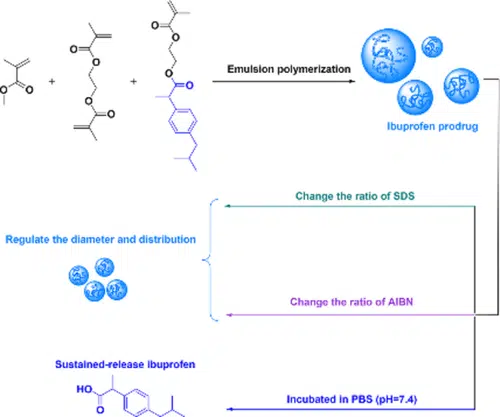 O
O
O
O
O
O
O
O
O
O
+
+
Emulsion polymerization
Ibuprofen prodrug
Change the ratio of SDS
Regulate the diameter and distribution
Change the ratio of AIBN
Sustained-release ibuprofen
HO
O
Incubated in PBS (pH=7.4)